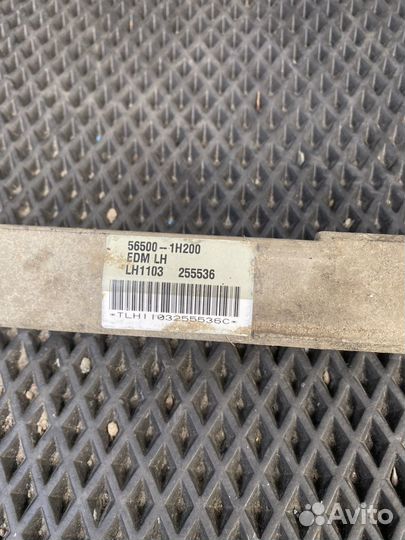 56500-1H200
EDM LH
LH1103 255536
-TLH1103255536C-
Avito